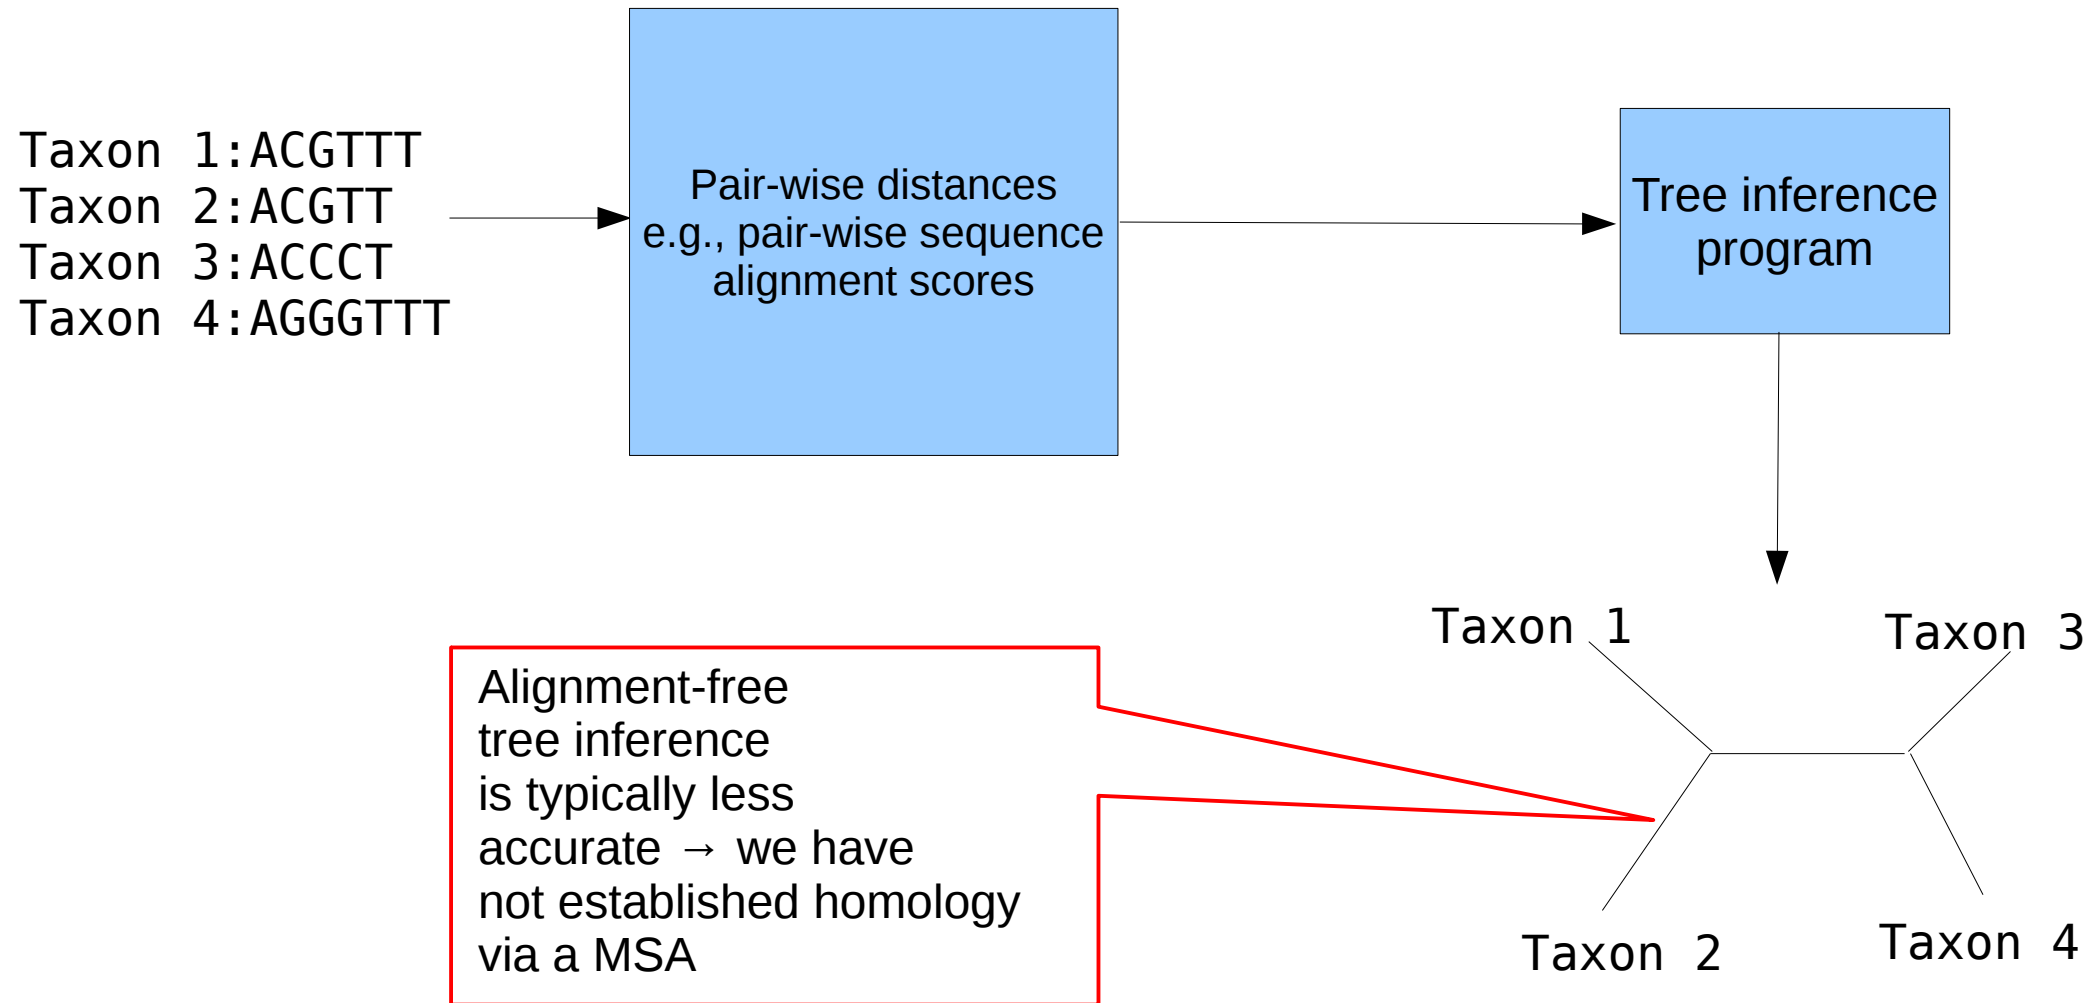 Taxon 1:ACGTTT
Taxon 2:ACGTT
Taxon 3:ACCCT
Taxon 4:AGGGTTT
Pair-wise distances
e.g., pair-wise sequence
alignment scores
Tree inference
program
Taxon 1
Taxon 3
Alignment-free
tree inference
is typically less
accurate → we have
not established homology
via a MSA
Taxon 2
Taxon 4